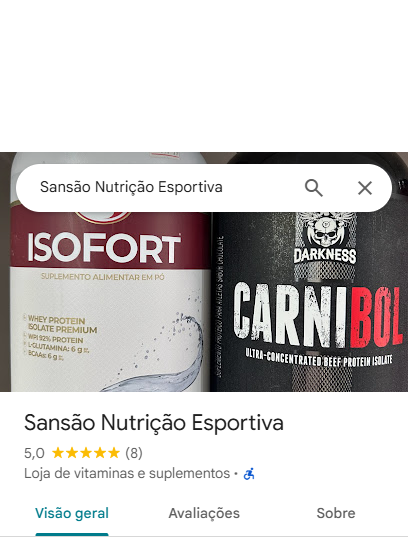 Sansão Nutrição Esportiva
ISOFORT
SUPLEMENTO ALIMENTAR EM PÓ
WHEY PROTEIN
ISOLATE PREMIUM
WPI 92% PROTEIN
L-GLUTAMINA: 6 g
BCAAs: 6 g
DARKNESS
CARNIBOL
ULTRA-CONCENTRATED BEEF PROTEIN ISOLATE
Sansão Nutrição Esportiva
5,0 (8)
Loja de vitaminas e suplementos ·
Visão geral Avaliações Sobre